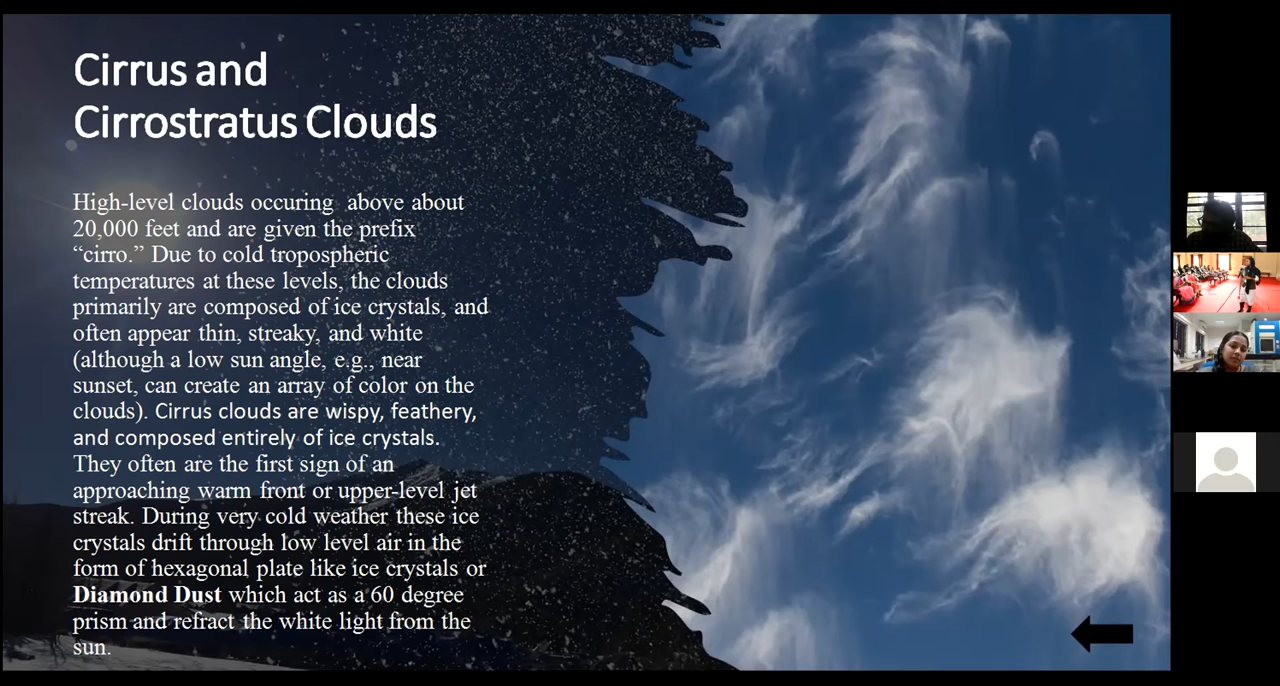 Cirrus and
Cirrostratus Clouds
High-level clouds occuring  above about
20,000 feet and are given the prefix
“cirro.” Due to cold tropospheric
temperatures at these levels, the clouds
primarily are composed of ice crystals, and
often appear thin, streaky, and white
(although a low sun angle, e.g., near
sunset, can create an array of color on the
clouds). Cirrus clouds are wispy, feathery,
and composed entirely of ice crystals.
They often are the first sign of an
approaching warm front or upper-level jet
streak. During very cold weather these ice
crystals drift through low level air in the
form of hexagonal plate like ice crystals or
Diamond Dust which act as a 60 degree
prism and refract the white light from the
sun.